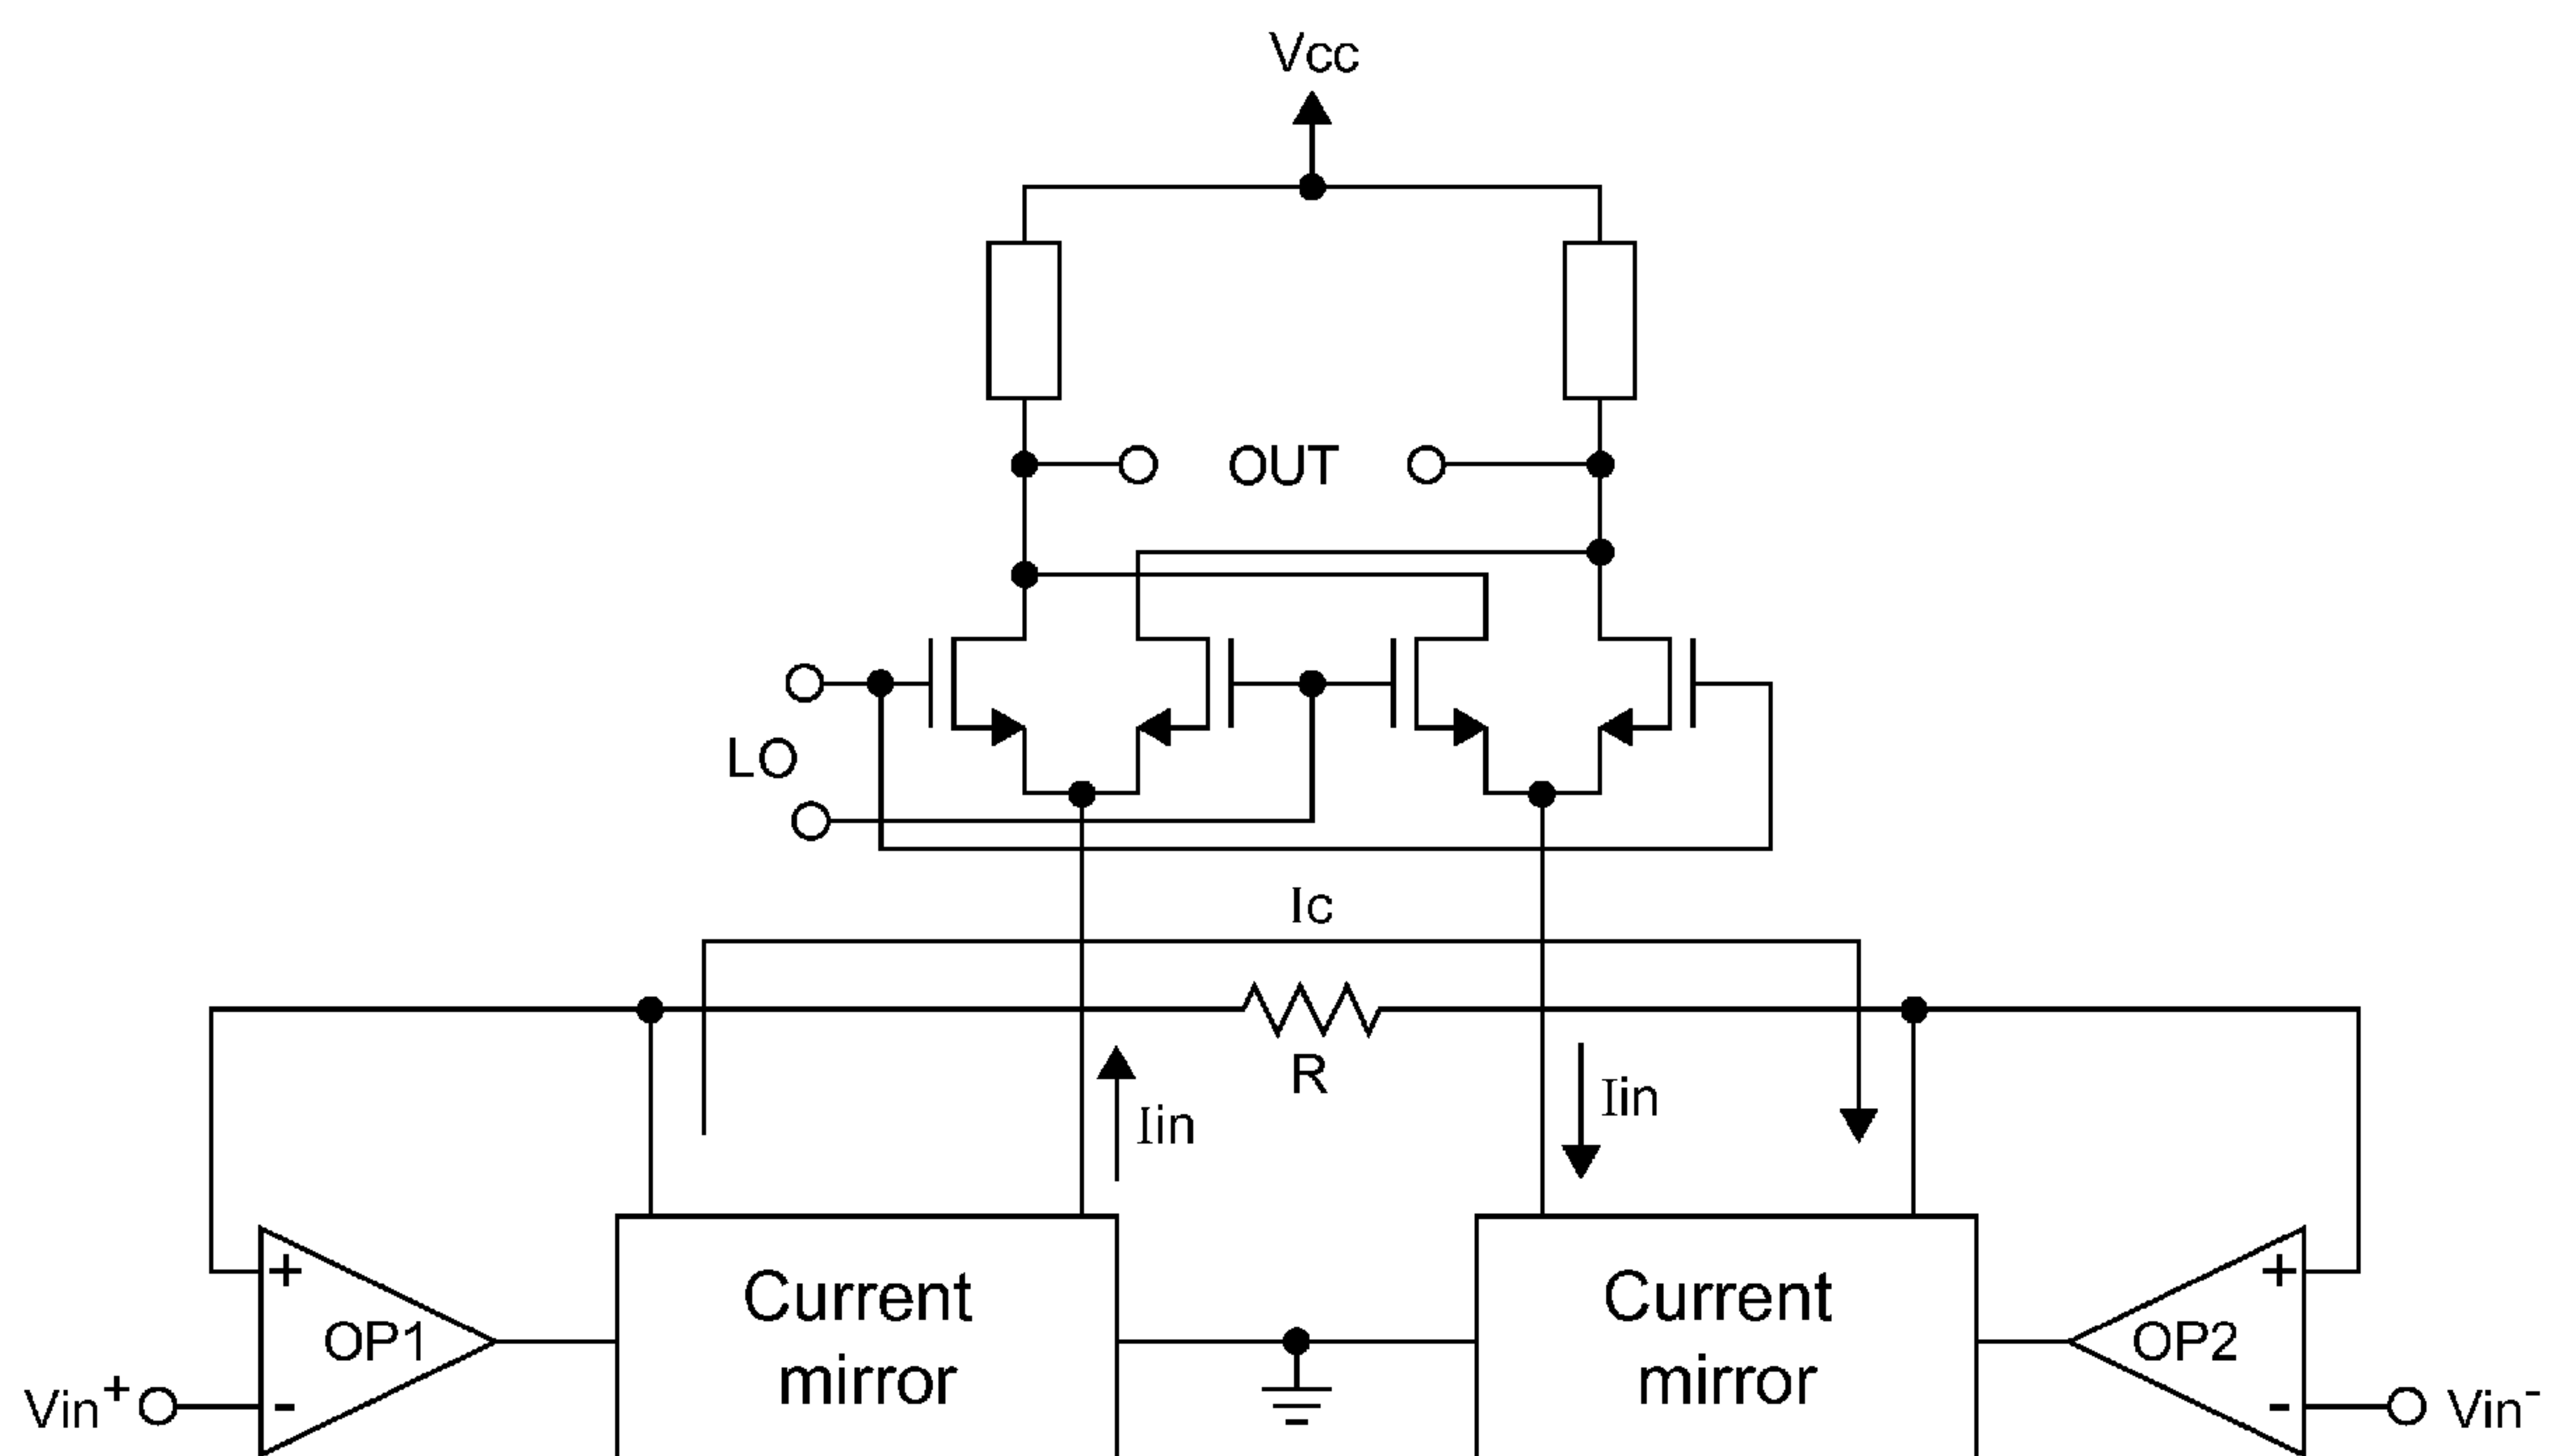 Vcc
OUT
LO
Ic
R
Iin
Iin
+
OP1
-
Vin+
Current
mirror
Current
mirror
+
OP2
-
Vin-